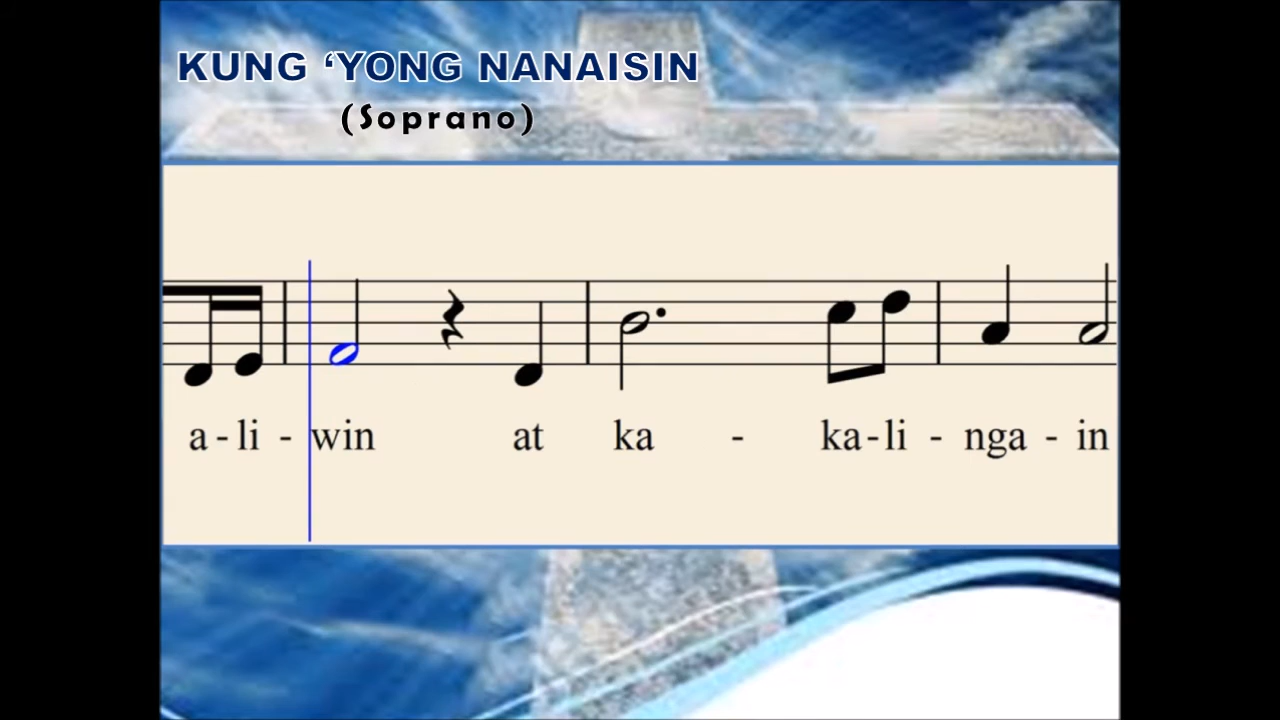 KUNG ‘YONG NANAISIN
(Soprano)
a - li - win at ka - ka - li - nga - in